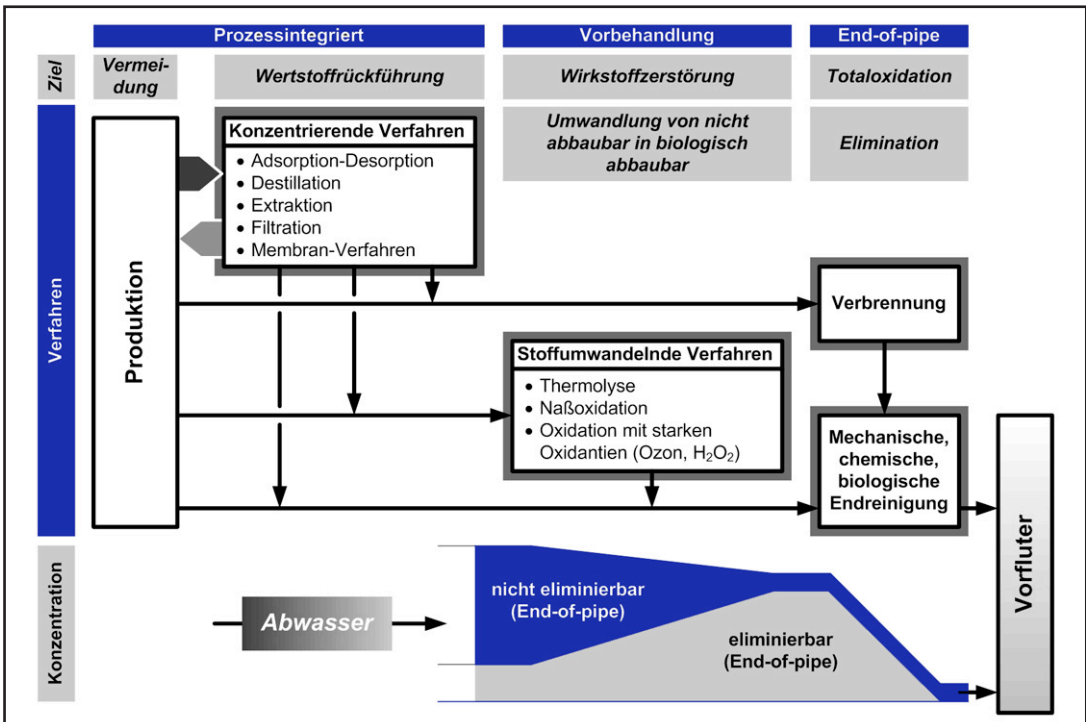 Prozessintegriert
Vorbehandlung
End-of-pipe
Ziel
Vermei-
dung
Wertstoffrückführung
Wirkstoffzerstörung
Totaloxidation
Umwandlung von nicht
abbaubar in biologisch
abbaubar
Elimination
Verfahren
Produktion
Konzentrierende Verfahren
• Adsorption-Desorption
• Destillation
• Extraktion
• Filtration
• Membran-Verfahren
Verbrennung
Stoffumwandelnde Verfahren
• Thermolyse
• Naßoxidation
• Oxidation mit starken
Oxidantien (Ozon, H₂O₂)
Mechanische,
chemische,
biologische
Endreinigung
Vorfluter
Konzentration
Abwasser
nicht eliminierbar
(End-of-pipe)
eliminierbar
(End-of-pipe)